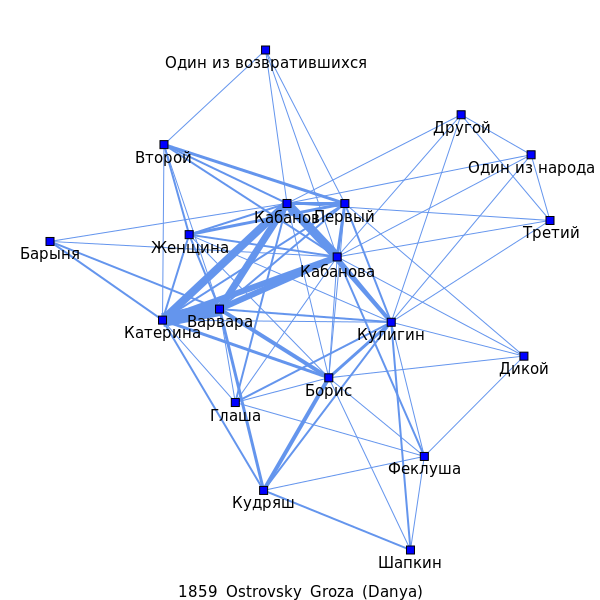 Один из возвратившихся
Другой
Второй
Один из народа
Кабанов
Первый
Третий
Женщина
Барыня
Кабанова
Варвара
Катерина
Кулигин
Дикой
Борис
Глаша
Феклуша
Кудряш
Шапкин
1859 Ostrovsky Groza (Danya)